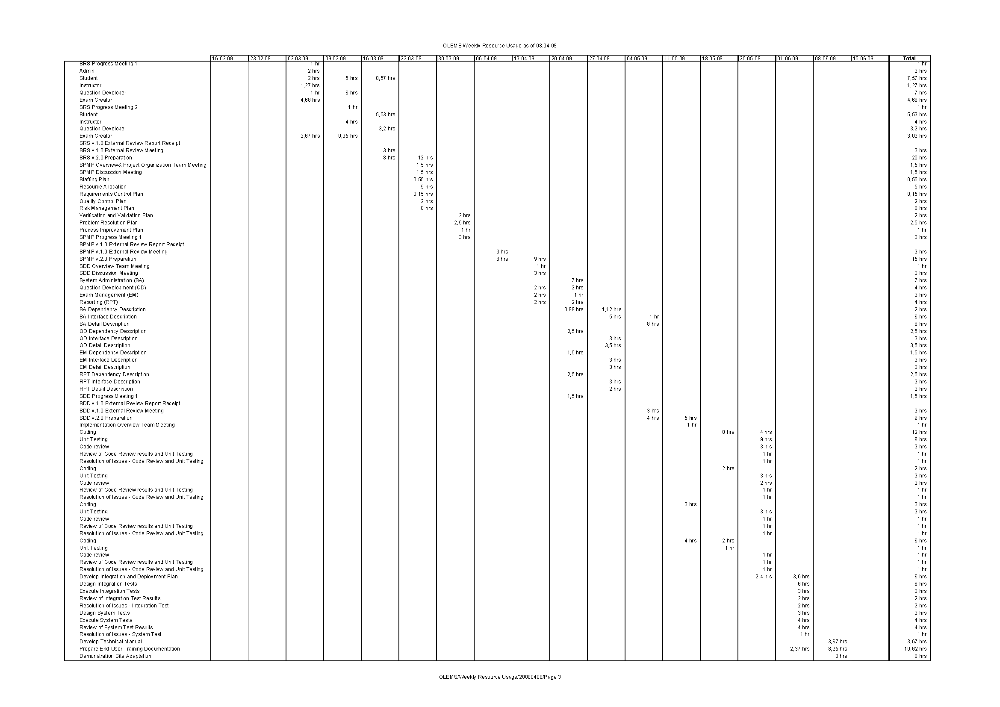 OLEMS Weekly Resource Usage as of 08.04.09
16.02.09 23.02.09 02.03.09 09.03.09 16.03.09 23.03.09 30.03.09 06.04.09 13.04.09 20.04.09 27.04.09 04.05.09 11.05.09 18.05.09 25.05.09 01.06.09 08.06.09 15.06.09 Total
SRS Progress Meeting 1 1 hr 1 hr
Admin 2 hrs 2 hrs
Student 2 hrs 5 hrs 0,57 hrs 7,57 hrs
Instructor 1,27 hrs 1,27 hrs
Question Developer 1 hr 6 hrs 7 hrs
Exam Creator 4,68 hrs 4,68 hrs
SRS Progress Meeting 2 1 hr 1 hr
Student 5,53 hrs 5,53 hrs
Instructor 4 hrs 4 hrs
Question Developer 3,2 hrs 3,2 hrs
Exam Creator 2,67 hrs 0,35 hrs 3,02 hrs
SRS v.1.0 External Review Report Receipt
SRS v.1.0 External Review Meeting 3 hrs 3 hrs
SRS v.2.0 Preparation 8 hrs 12 hrs 20 hrs
SPMP Overview& Project Organization Team Meeting 1,5 hrs 1,5 hrs
SPMP Discussion Meeting 1,5 hrs 1,5 hrs
Staffing Plan 0,55 hrs 0,55 hrs
Resource Allocation 5 hrs 5 hrs
Requirements Control Plan 0,15 hrs 0,15 hrs
Quality Control Plan 2 hrs 2 hrs
Risk Management Plan 8 hrs 8 hrs
Verification and Validation Plan 2 hrs 2 hrs
Problem Resolution Plan 2,5 hrs 2,5 hrs
Process Improvement Plan 1 hr 1 hr
SPMP Progress Meeting 1 3 hrs 3 hrs
SPMP v.1.0 External Review Report Receipt
SPMP v.1.0 External Review Meeting 3 hrs 3 hrs
SPMP v.2.0 Preparation 6 hrs 9 hrs 15 hrs
SDD Overview Team Meeting 1 hr 1 hr
SDD Discussion Meeting 3 hrs 3 hrs
System Administration (SA) 7 hrs 7 hrs
Question Development (QD) 2 hrs 2 hrs 4 hrs
Exam Management (EM) 2 hrs 1 hr 3 hrs
Reporting (RPT) 2 hrs 2 hrs 4 hrs
SA Dependency Description 0,88 hrs 1,12 hrs 2 hrs
SA Interface Description 5 hrs 1 hr 6 hrs
SA Detail Description 8 hrs 8 hrs
QD Dependency Description 2,5 hrs 2,5 hrs
QD Interface Description 3 hrs 3 hrs
QD Detail Description 3,5 hrs 3,5 hrs
EM Dependency Description 1,5 hrs 1,5 hrs
EM Interface Description 3 hrs 3 hrs
EM Detail Description 3 hrs 3 hrs
RPT Dependency Description 2,5 hrs 2,5 hrs
RPT Interface Description 3 hrs 3 hrs
RPT Detail Description 2 hrs 2 hrs
SDD Progress Meeting 1 1,5 hrs 1,5 hrs
SDD v.1.0 External Review Report Receipt
SDD v.1.0 External Review Meeting 3 hrs 3 hrs
SDD v.2.0 Preparation 4 hrs 5 hrs 9 hrs
Implementation Overview Team Meeting 1 hr 1 hr
Coding 8 hrs 4 hrs 12 hrs
Unit Testing 9 hrs 9 hrs
Code review 3 hrs 3 hrs
Review of Code Review results and Unit Testing 1 hr 1 hr
Resolution of Issues - Code Review and Unit Testing 1 hr 1 hr
Coding 2 hrs 2 hrs
Unit Testing 3 hrs 3 hrs
Code review 2 hrs 2 hrs
Review of Code Review results and Unit Testing 1 hr 1 hr
Resolution of Issues - Code Review and Unit Testing 1 hr 1 hr
Coding 3 hrs 3 hrs
Unit Testing 3 hrs 3 hrs
Code review 1 hr 1 hr
Review of Code Review results and Unit Testing 1 hr 1 hr
Resolution of Issues - Code Review and Unit Testing 1 hr 1 hr
Coding 4 hrs 2 hrs 6 hrs
Unit Testing 1 hr 1 hr
Code review 1 hr 1 hr
Review of Code Review results and Unit Testing 1 hr 1 hr
Resolution of Issues - Code Review and Unit Testing 1 hr 1 hr
Develop Integration and Deployment Plan 2,4 hrs 3,6 hrs 6 hrs
Design Integration Tests 6 hrs 6 hrs
Execute Integration Tests 3 hrs 3 hrs
Review of Integration Test Results 2 hrs 2 hrs
Resolution of Issues - Integration Test 2 hrs 2 hrs
Design System Tests 3 hrs 3 hrs
Execute System Tests 4 hrs 4 hrs
Review of System Test Results 4 hrs 4 hrs
Resolution of Issues - System Test 1 hr 1 hr
Develop Technical Manual 3,67 hrs 3,67 hrs
Prepare End-User Training Documentation 2,37 hrs 8,25 hrs 10,62 hrs
Demonstration Site Adaptation 8 hrs 8 hrs
OLEMS/Weekly Resource Usage/20090408/Page 3